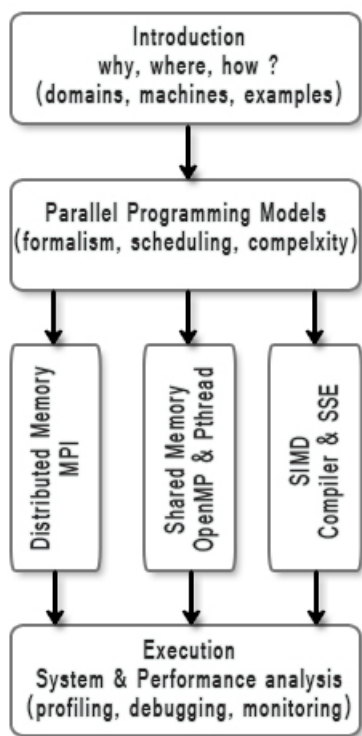 Introduction
why, where, how ?
(domains, machines, examples)
Parallel Programming Models
(formalism, scheduling, compelxity)
Distributed Memory
MPI
Shared Memory
OpenMP & Pthread
SIMD
Compiler & SSE
Execution
System & Performance analysis
(profiling, debugging, monitoring)